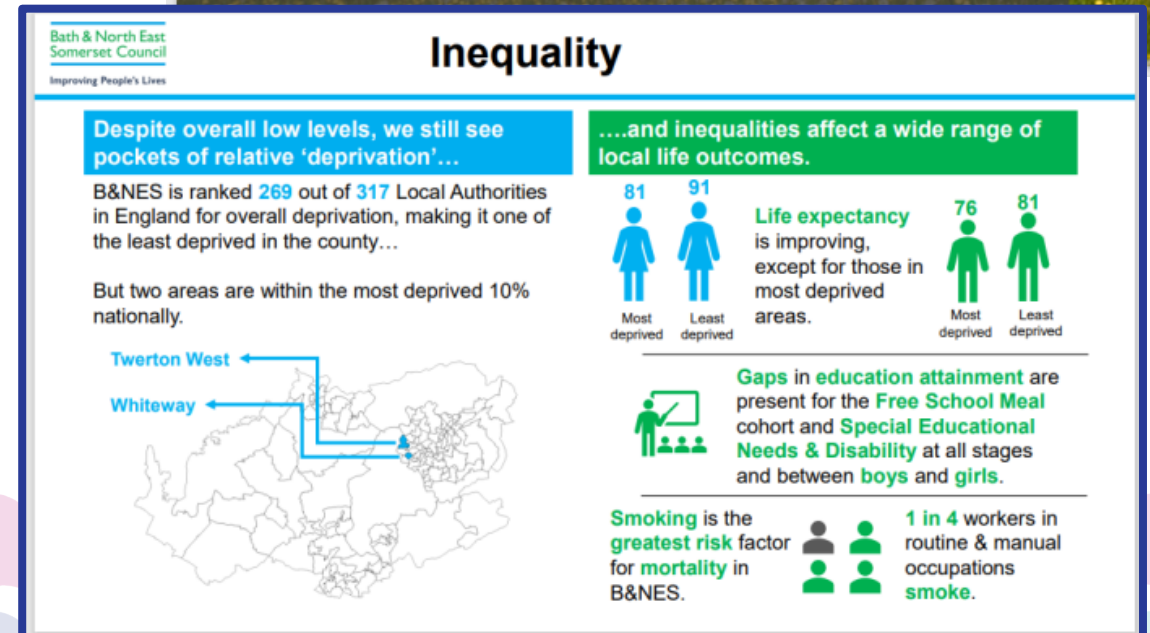 Bath & North East
Somerset Council
Improving People's Lives
Inequality
Despite overall low levels, we still see
pockets of relative 'deprivation'...
B&NES is ranked 269 out of 317 Local Authorities
in England for overall deprivation, making it one of
the least deprived in the county...
But two areas are within the most deprived 10%
nationally.
Twerton West
Whiteway
....and inequalities affect a wide range of
local life outcomes.
81
91
Most
deprived
Least
deprived
Life expectancy
is improving,
except for those in
most deprived
areas.
76
81
Most
deprived
Least
deprived
Gaps in education attainment are
present for the Free School Meal
cohort and Special Educational
Needs & Disability at all stages
and between boys and girls.
Smoking is the
greatest risk factor
for mortality in
B&NES.
1 in 4 workers in
routine & manual
occupations
smoke.